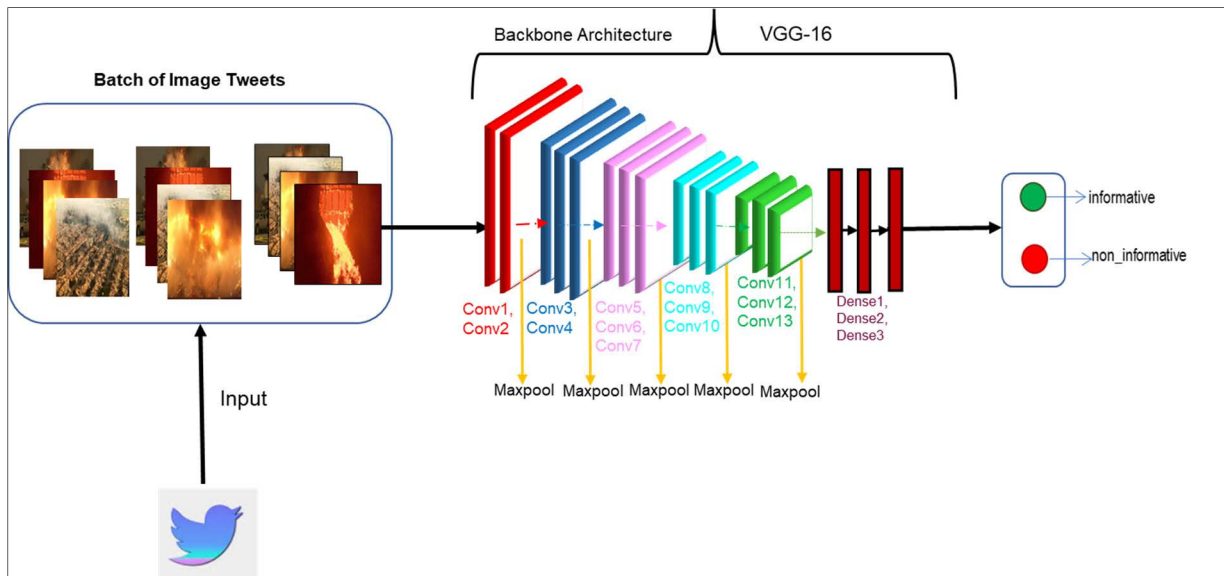 Backbone Architecture
VGG-16
Batch of Image Tweets
informative
non_informative
Conv1,
Conv2
Conv3,
Conv4
Conv5,
Conv6,
Conv7
Conv8,
Conv9,
Conv10
Conv11,
Conv12,
Conv13
Dense1,
Dense2,
Dense3
Maxpool
Maxpool
Maxpool
Maxpool
Maxpool
Input